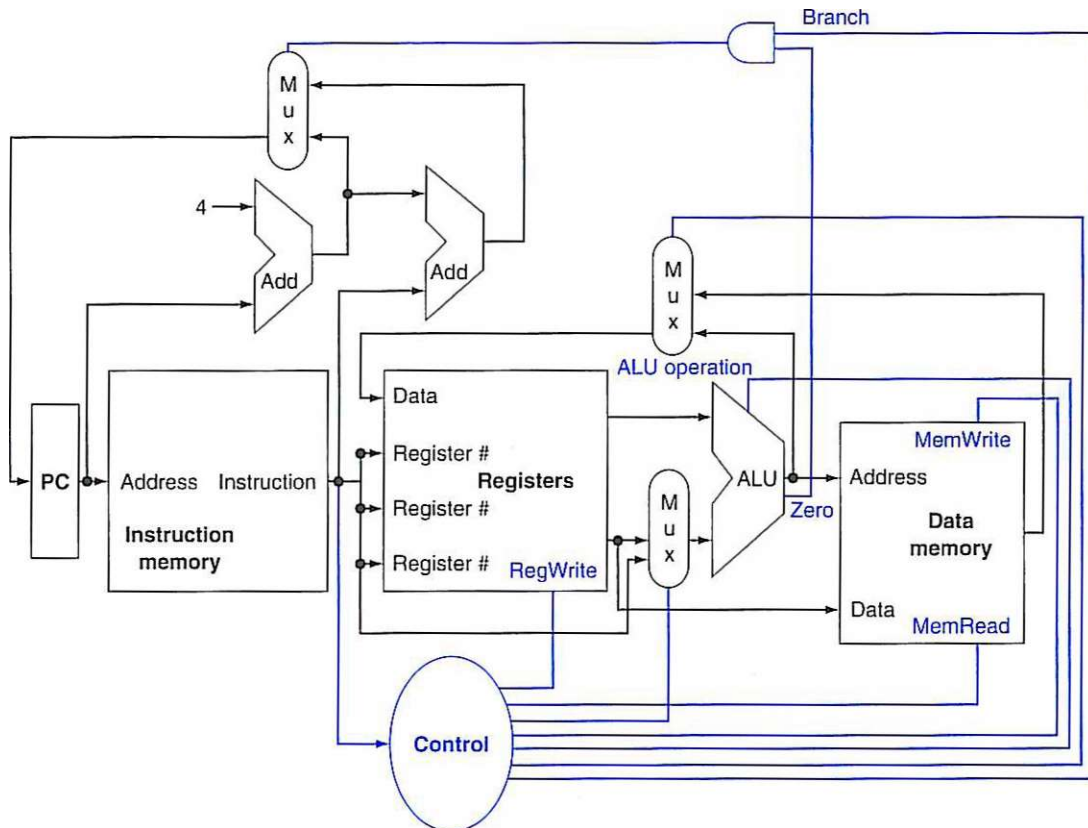 Branch
M
u
x
4
Add
Add
M
u
x
ALU operation
Data
Register #
Register #
Register #
Registers
RegWrite
PC
Address
Instruction
Instruction
memory
M
u
x
ALU
Zero
MemWrite
Address
Data
memory
Data
MemRead
Control